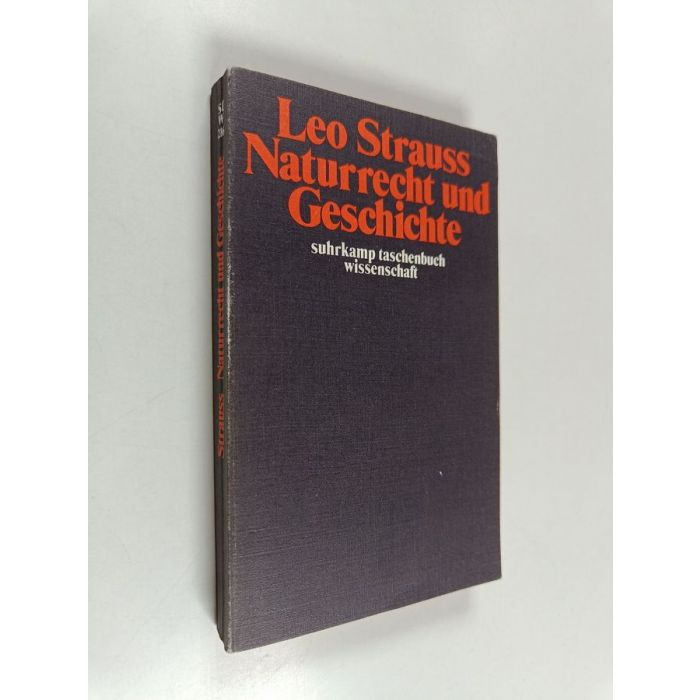 Leo Strauss
Naturrecht und
Geschichte
suhrkamp taschenbuch
wissenschaft
Strauss Naturrecht und Geschichte